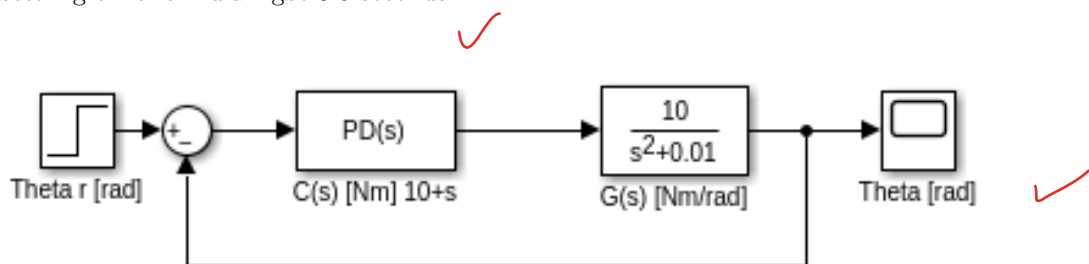 PD(s)
10
s²+0.01
Theta r [rad]
C(s) [Nm] 10+s
G(s) [Nm/rad]
Theta [rad]